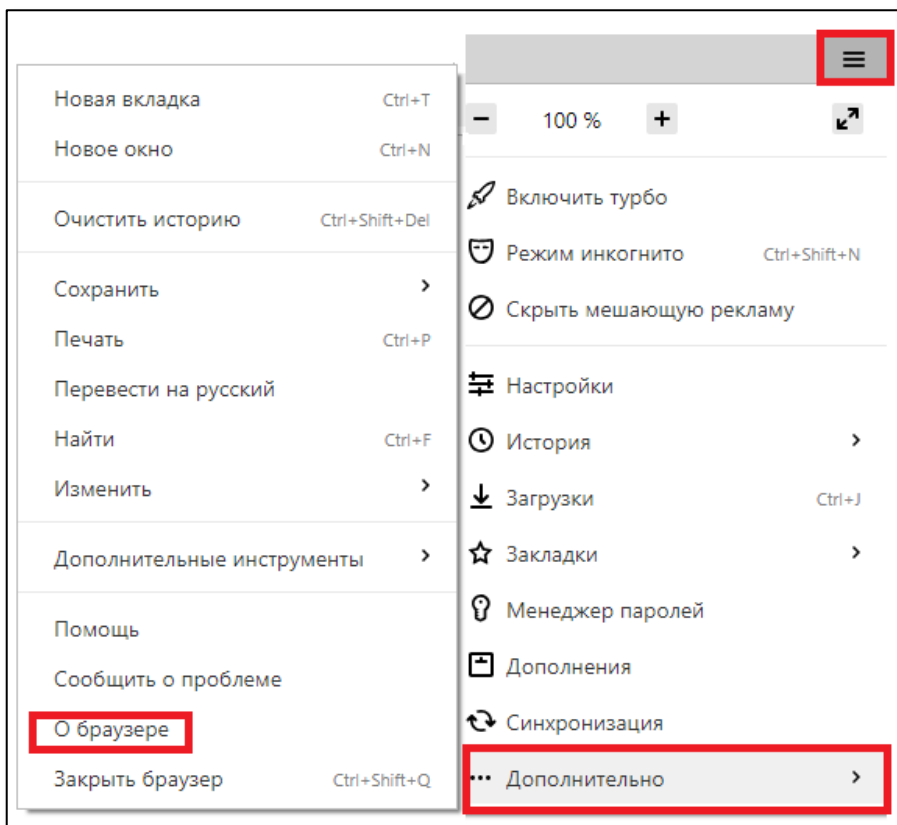 Новая вкладка Ctrl+T
Новое окно Ctrl+N
Очистить историю Ctrl+Shift+Del
Сохранить
Печать Ctrl+P
Перевести на русский
Найти Ctrl+F
Изменить
Дополнительные инструменты
Помощь
Сообщить о проблеме
О браузере
Закрыть браузер Ctrl+Shift+Q
− 100 % +
Включить турбо
Режим инкогнито Ctrl+Shift+N
Скрыть мешающую рекламу
Настройки
История
Загрузки Ctrl+J
Закладки
Менеджер паролей
Дополнения
Синхронизация
Дополнительно